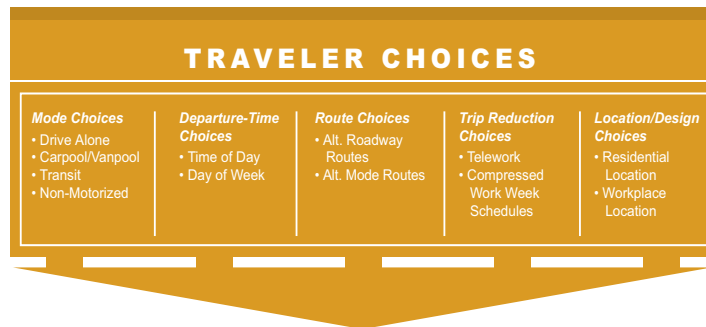 TRAVELER CHOICES
Mode Choices
• Drive Alone
• Carpool/Vanpool
• Transit
• Non-Motorized
Departure-Time
Choices
• Time of Day
• Day of Week
Route Choices
• Alt. Roadway
Routes
• Alt. Mode Routes
Trip Reduction
Choices
• Telework
• Compressed
Work Week
Schedules
Location/Design
Choices
• Residential
Location
• Workplace
Location